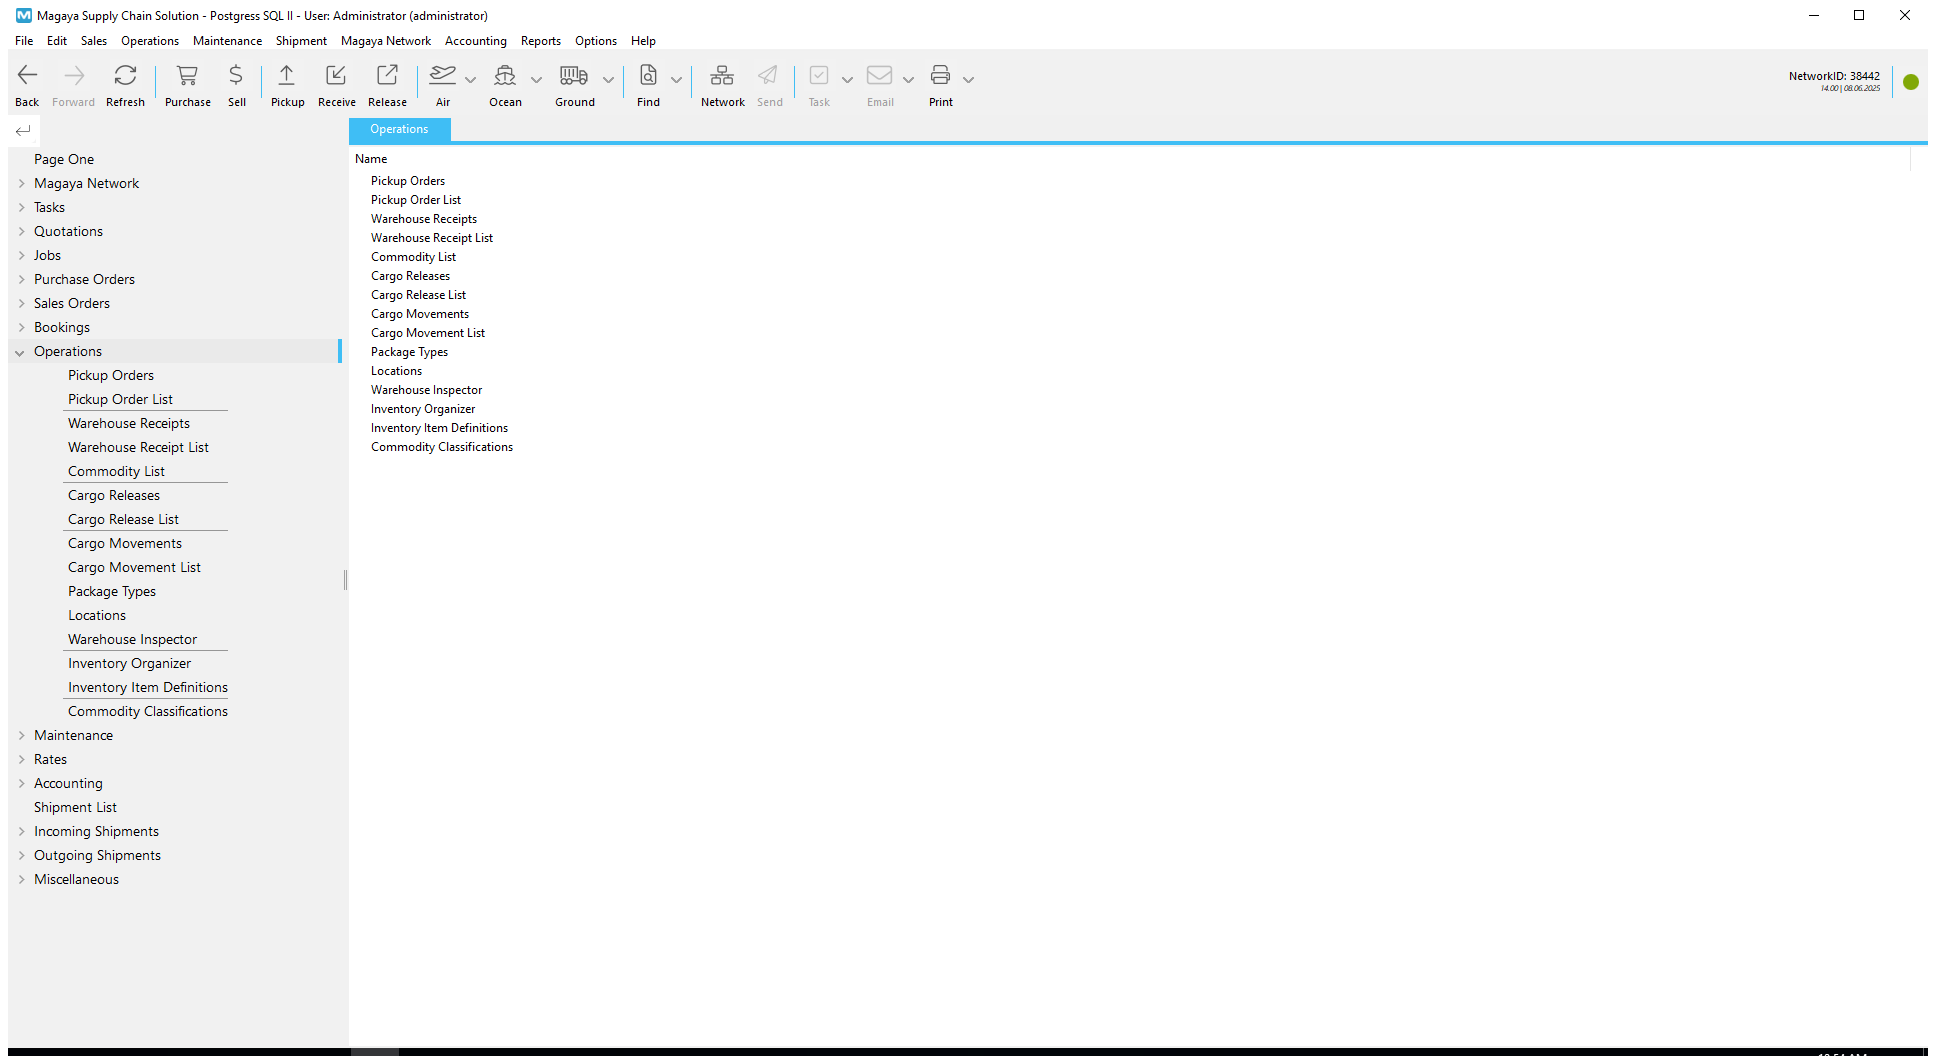 Magaya Supply Chain Solution - Postgress SQL II - User: Administrator (administrator)
File Edit Sales Operations Maintenance Shipment Magaya Network Accounting Reports Options Help
Back Forward Refresh Purchase Sell Pickup Receive Release Air Ocean Ground Find Network Send Task Email Print
NetworkID: 38442
14.00 | 08.06.2025
Page One
Magaya Network
Tasks
Quotations
Jobs
Purchase Orders
Sales Orders
Bookings
Operations
Pickup Orders
Pickup Order List
Warehouse Receipts
Warehouse Receipt List
Commodity List
Cargo Releases
Cargo Release List
Cargo Movements
Cargo Movement List
Package Types
Locations
Warehouse Inspector
Inventory Organizer
Inventory Item Definitions
Commodity Classifications
Maintenance
Rates
Accounting
Shipment List
Incoming Shipments
Outgoing Shipments
Miscellaneous
Operations
Name
Pickup Orders
Pickup Order List
Warehouse Receipts
Warehouse Receipt List
Commodity List
Cargo Releases
Cargo Release List
Cargo Movements
Cargo Movement List
Package Types
Locations
Warehouse Inspector
Inventory Organizer
Inventory Item Definitions
Commodity Classifications